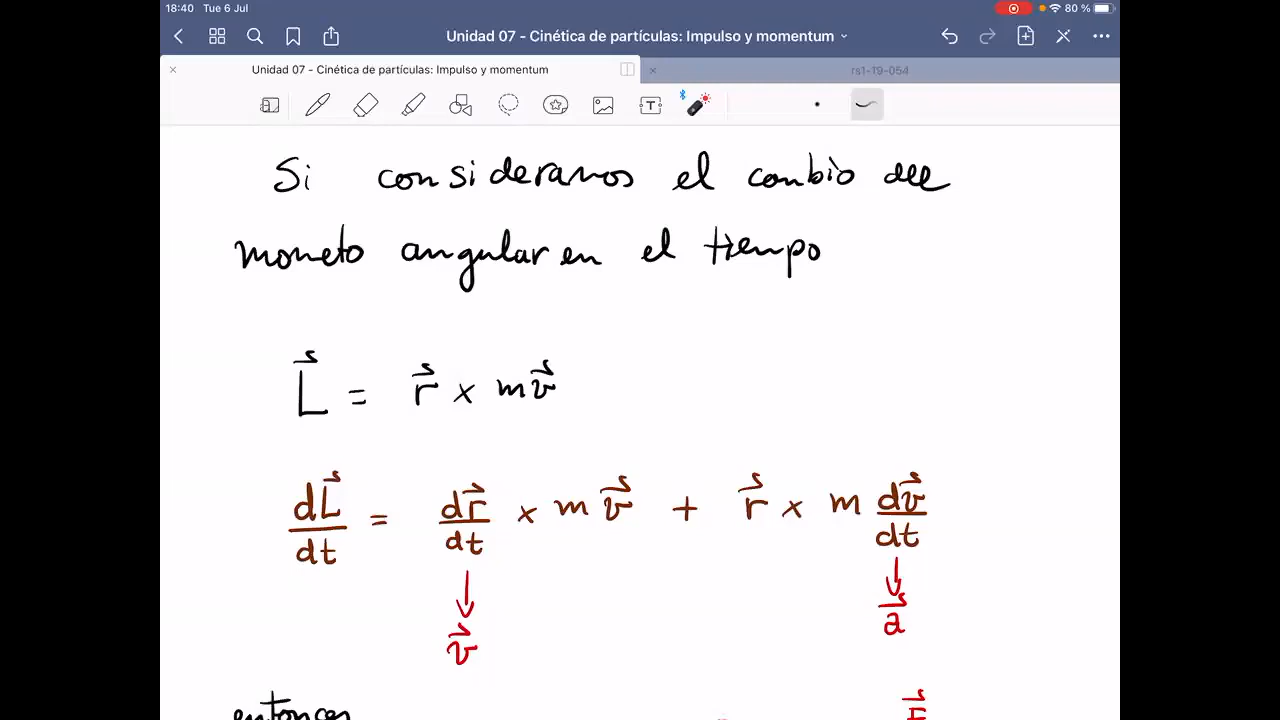 18:40 Tue 6 Jul 80 %
Unidad 07 - Cinética de partículas: Impulso y momentum
Unidad 07 - Cinética de partículas: Impulso y momentum rs1-19-054
T
Si consideramos el cambio del
moneto angular en el tiempo
L⃗ = r⃗ × m v⃗
dL⃗/dt = dr⃗/dt × m v⃗ + r⃗ × m dv⃗/dt
↓ ↓
v⃗ a⃗
entonces F⃗